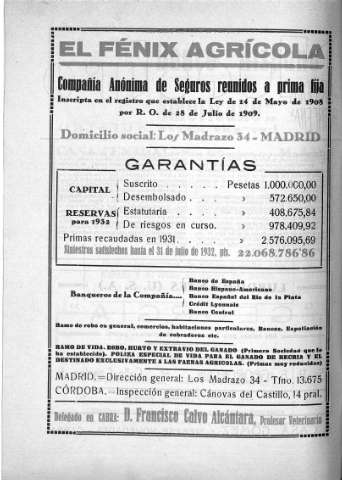 EL FÉNIX AGRÍCOLA
Compañía Anónima de Seguros reunidos a prima fija
Inscripta en el registro que establece la Ley de 24 de Mayo de 1908
por R. O. de 28 de Julio de 1909.
Domicilio social: Los Madrazo 34 - MADRID
GARANTÍAS
CAPITAL
Suscrito . . . . . Pesetas 1.000.000,00
Desembolsado . . . . » 572.650,00
RESERVAS
para 1932
Estatutaria . . . . » 408.675,84
De riesgos en curso. . » 978.409,92
Primas recaudadas en 1931 . . . . » 2 576.095,69
Siniestros satisfechos hasta el 31 de julio de 1932, pts. 22.068.786'86
Banqueros de la Compañía....
Banco de España
Banco Hispano-Americano
Banco Español del Río de la Plata
Crédit Lyonnais
Banco Central
Ramo de robo en general, comercios, habitaciones particulares, Bancos, Expoliación
de cobradores etc.
RAMO DE VIDA, ROBO, HURTO Y EXTRAVIO DEL GANADO (Primera Sociedad que lo
ha establecido). POLIZA ESPECIAL DE VIDA PARA EL GANADO DE RECRIA Y EL
DESTINADO EXCLUSIVAMENTE A LAS FAENAS AGRICOLAS. (Primas muy reducidas)
MADRID.=Dirección general: Los Madrazo 34 - Tfno. 13.675
CÓRDOBA.=Inspección general: Cánovas del Castillo, 14 pral.
Delegado en CABRA: D. Francisco Calvo Alcántara, Profesor Veterinario